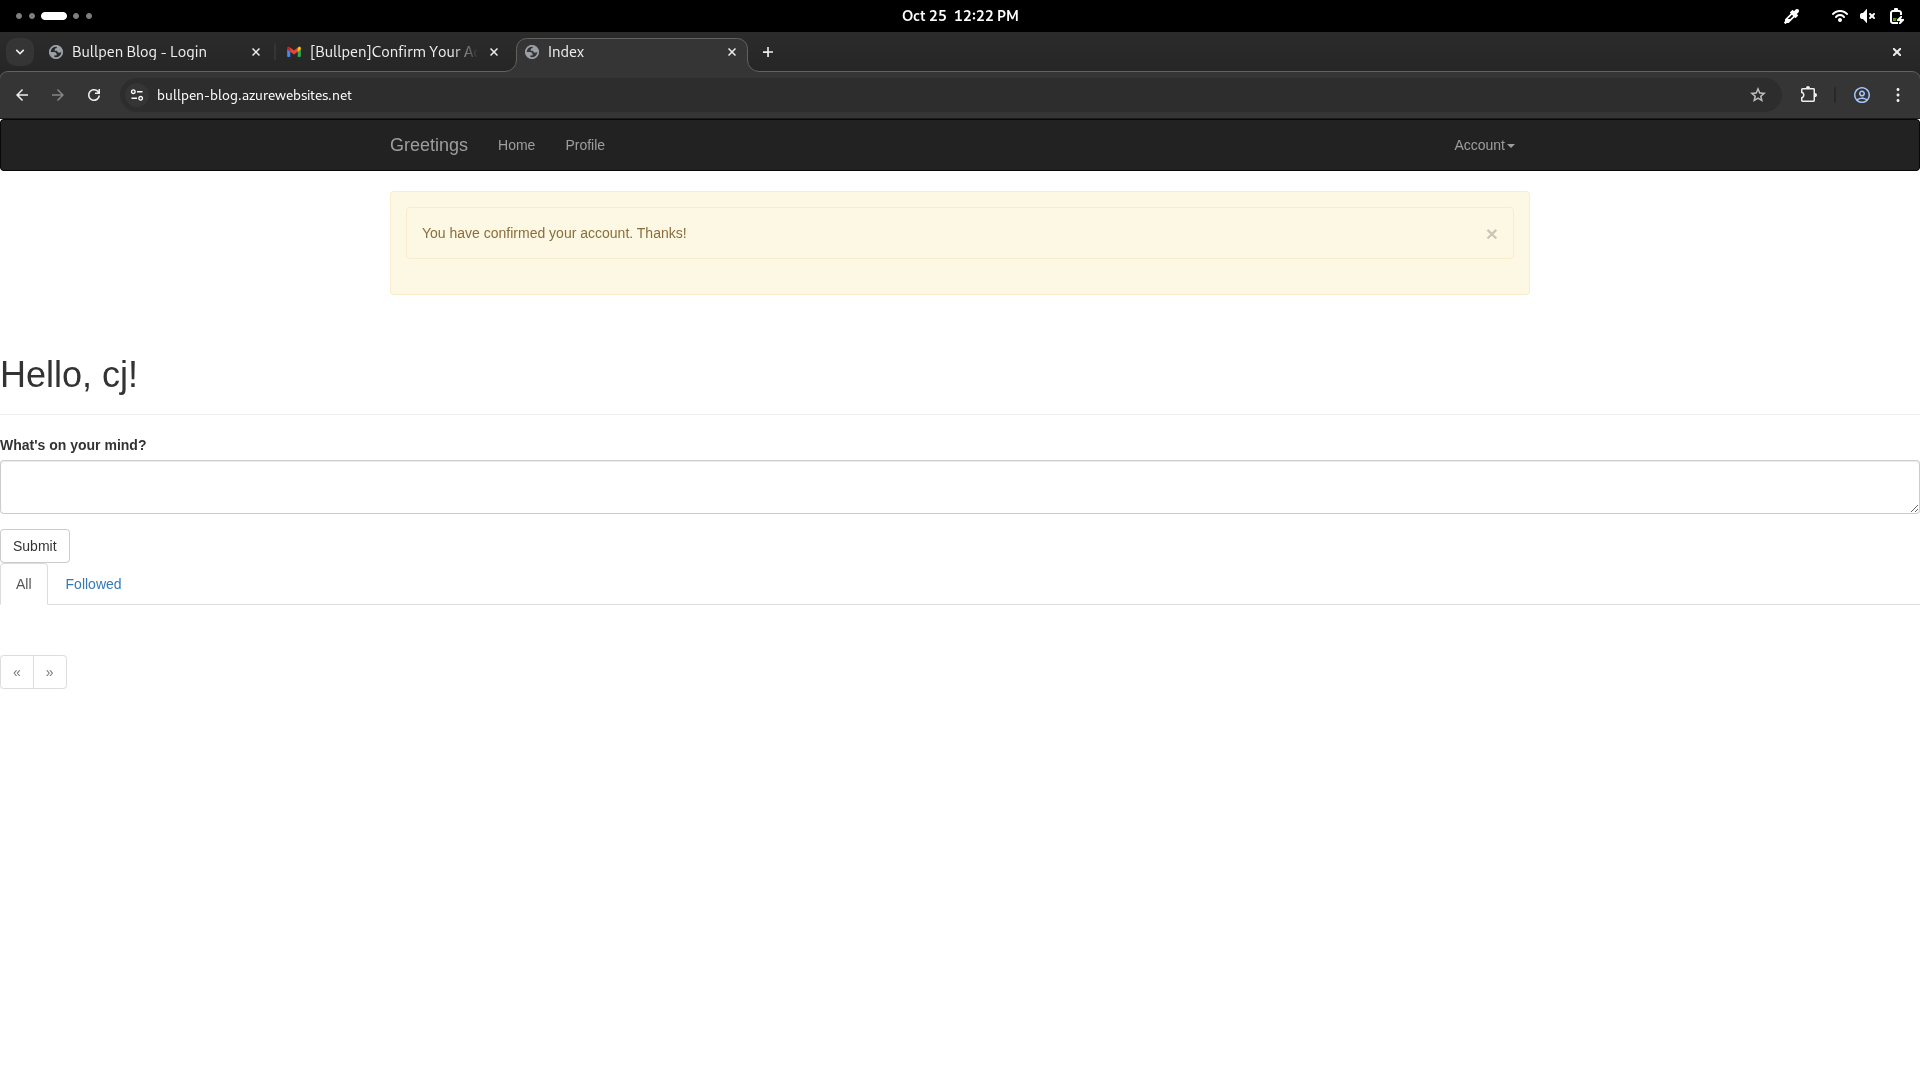 Oct 25 12:22 PM
Bullpen Blog - Login
[Bullpen]Confirm Your A
Index
bullpen-blog.azurewebsites.net
Greetings Home Profile Account
You have confirmed your account. Thanks! ×
Hello, cj!
What's on your mind?
Submit
All Followed
« »